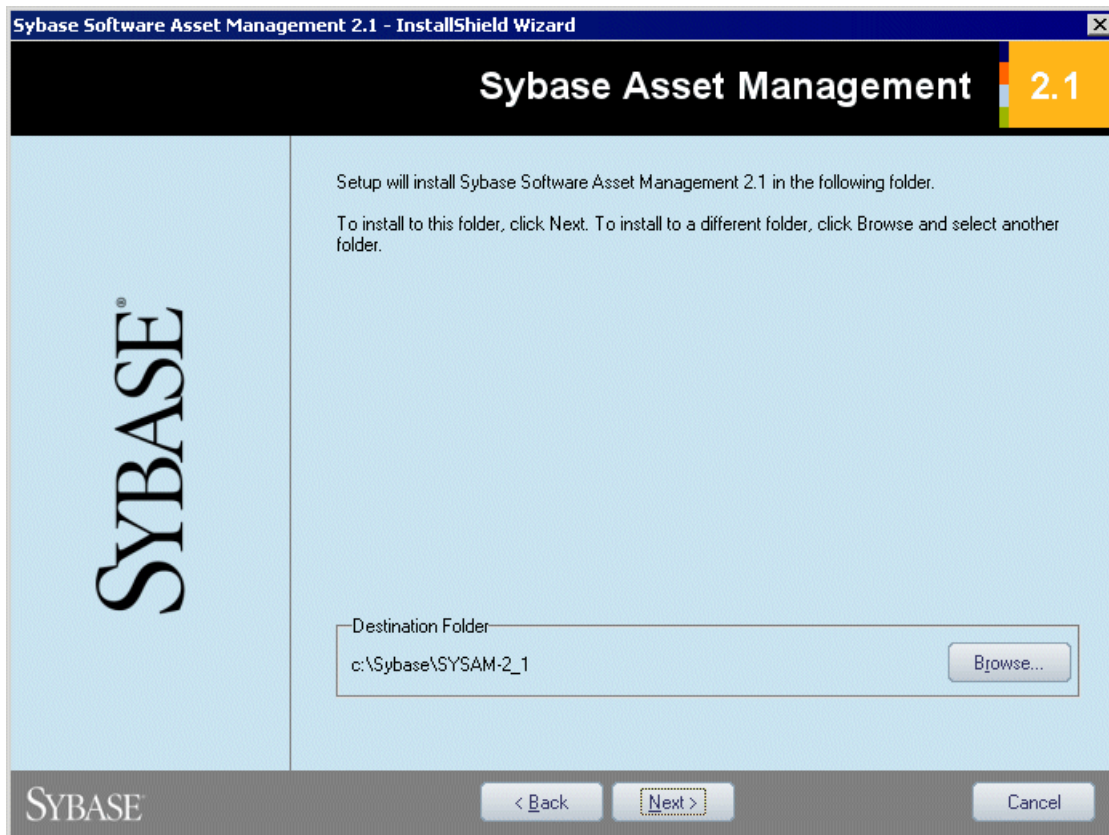 Sybase Software Asset Management 2.1 - InstallShield Wizard
Sybase Asset Management 2.1
Setup will install Sybase Software Asset Management 2.1 in the following folder.
To install to this folder, click Next. To install to a different folder, click Browse and select another
folder.
SYBASE®
Destination Folder
c:\Sybase\SYSAM-2_1
Browse...
SYBASE
< Back
Next >
Cancel